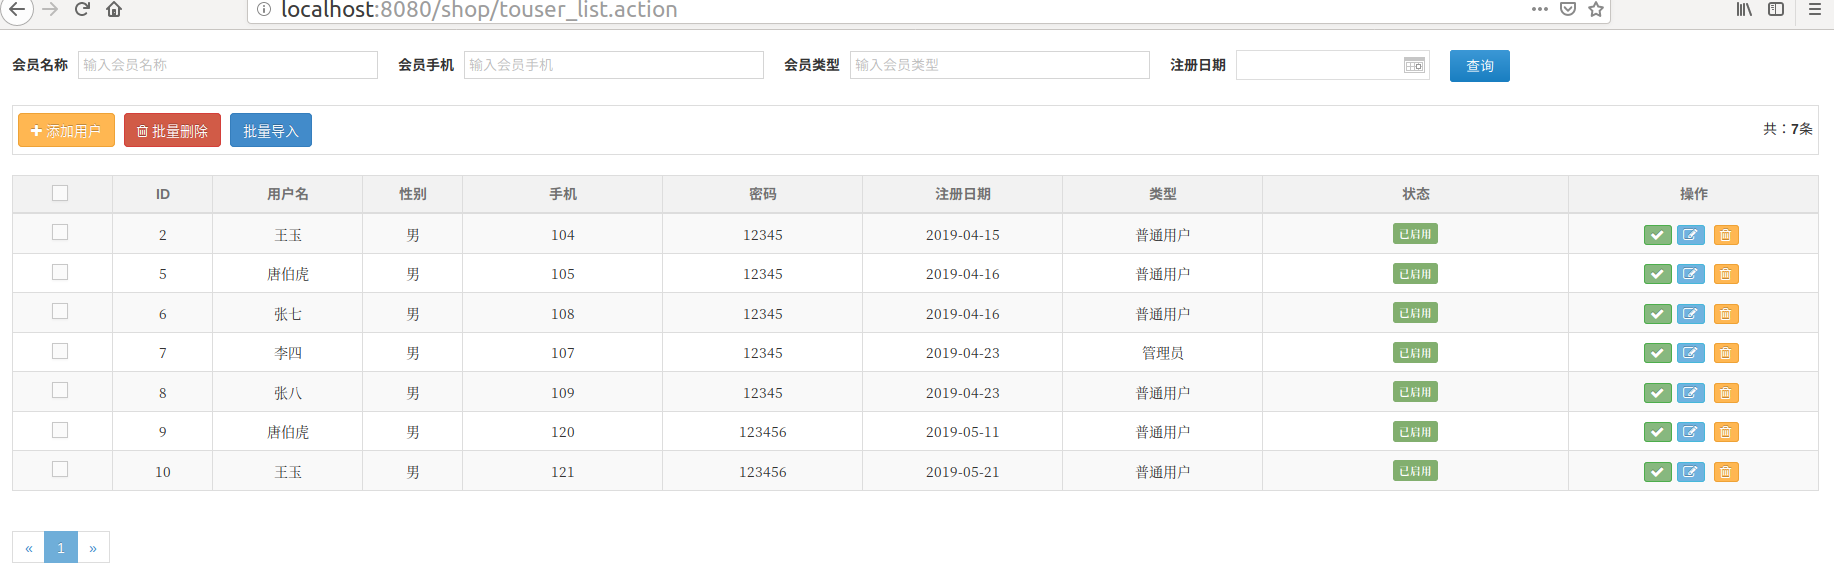 localhost:8080/shop/touser_list.action
会员名称 输入会员名称 会员手机 输入会员手机 会员类型 输入会员类型 注册日期 查询
添加用户 批量删除 批量导入 共：7条
ID 用户名 性别 手机 密码 注册日期 类型 状态 操作
2 王玉 男 104 12345 2019-04-15 普通用户 已启用
5 唐伯虎 男 105 12345 2019-04-16 普通用户 已启用
6 张七 男 108 12345 2019-04-16 普通用户 已启用
7 李四 男 107 12345 2019-04-23 管理员 已启用
8 张八 男 109 12345 2019-04-23 普通用户 已启用
9 唐伯虎 男 120 123456 2019-05-11 普通用户 已启用
10 王玉 男 121 123456 2019-05-21 普通用户 已启用
« 1 »